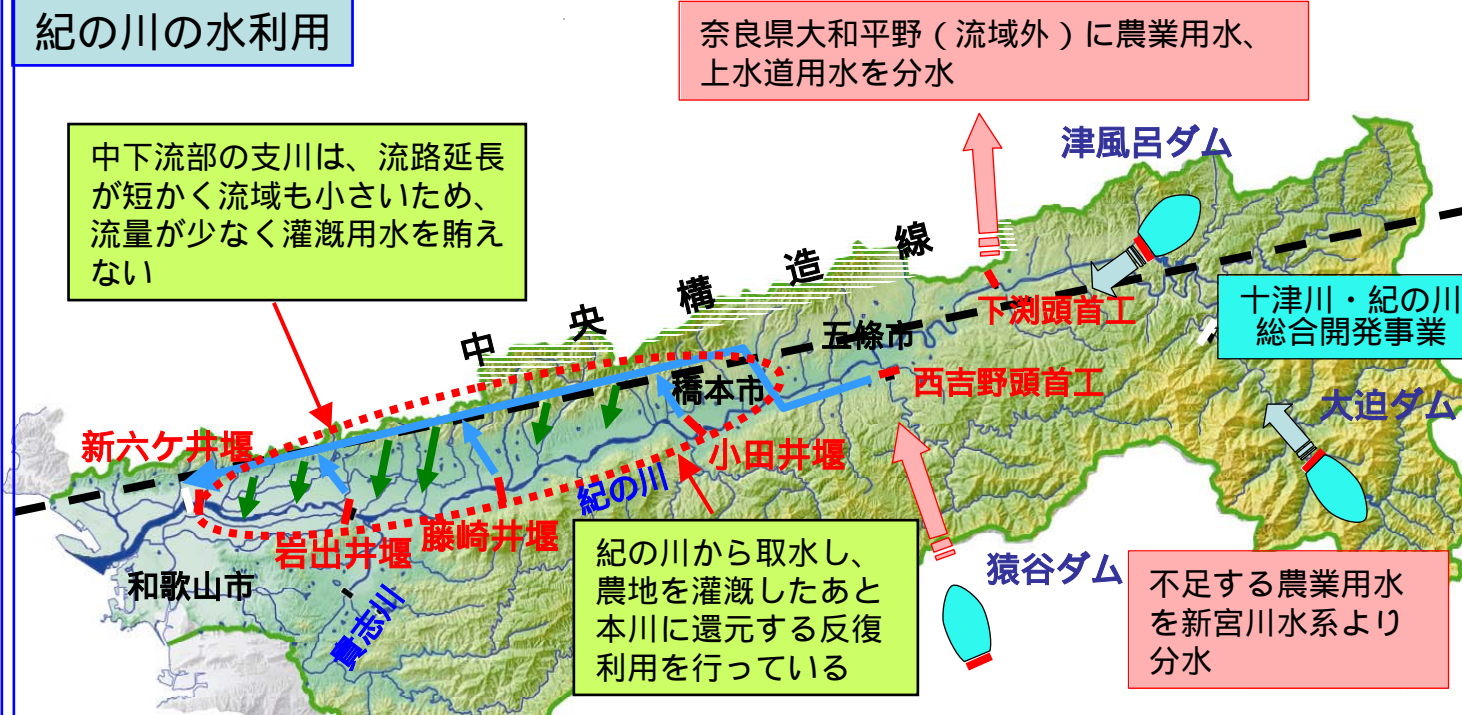 紀の川の水利用
奈良県大和平野(流域外)に農業用水、
上水道用水を分水
中下流部の支川は、流路延長
が短かく流域も小さいため、
流量が少なく灌漑用水を賄え
ない
津風呂ダム
中央構造線
十津川・紀の川
総合開発事業
下渕頭首工
五條市
西吉野頭首工
橋本市
大迫ダム
新六ケ井堰
小田井堰
紀の川
藤崎井堰
岩出井堰
和歌山市
貴志川
紀の川から取水し、
農地を灌漑したあと
本川に還元する反復
利用を行っている
猿谷ダム
不足する農業用水
を新宮川水系より
分水